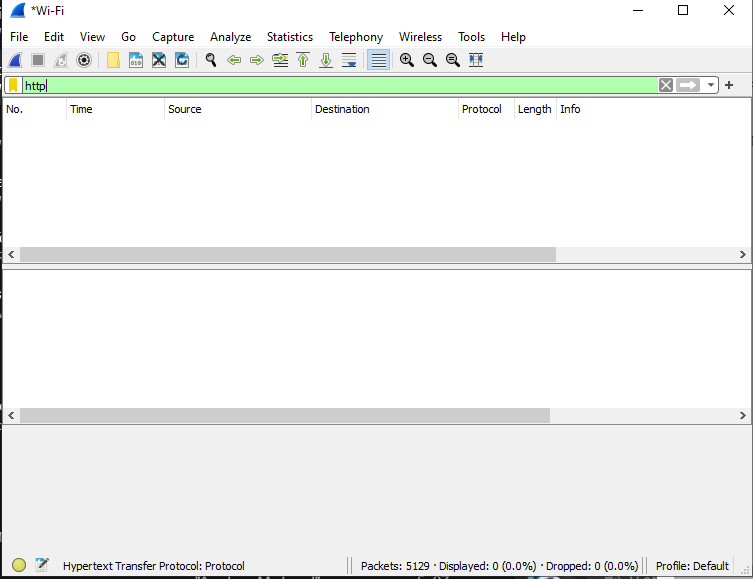 *Wi-Fi
File Edit View Go Capture Analyze Statistics Telephony Wireless Tools Help
http
No. Time Source Destination Protocol Length Info
Hypertext Transfer Protocol: Protocol Packets: 5129 · Displayed: 0 (0.0%) · Dropped: 0 (0.0%) Profile: Default